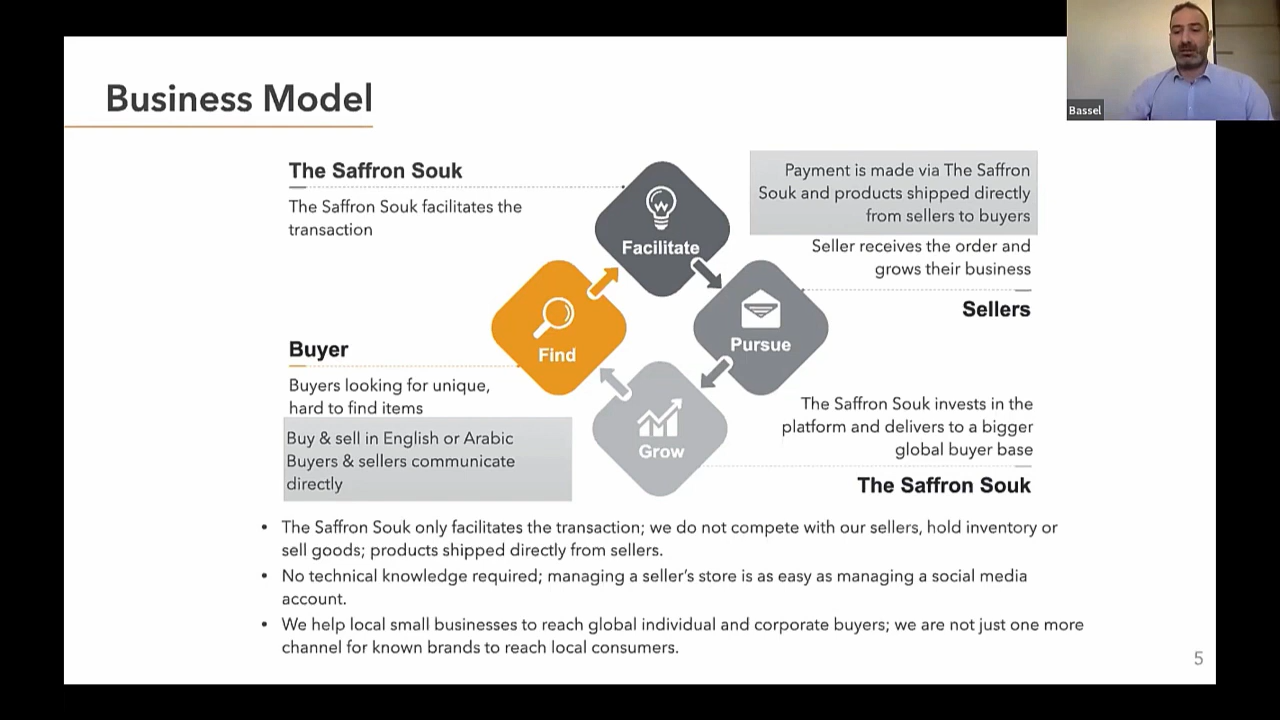 Bassel
Business Model
The Saffron Souk
The Saffron Souk facilitates the
transaction
Facilitate
Payment is made via The Saffron
Souk and products shipped directly
from sellers to buyers
Seller receives the order and
grows their business
Sellers
Find
Pursue
Buyer
Buyers looking for unique,
hard to find items
Buy & sell in English or Arabic
Buyers & sellers communicate
directly
Grow
The Saffron Souk invests in the
platform and delivers to a bigger
global buyer base
The Saffron Souk
• The Saffron Souk only facilitates the transaction; we do not compete with our sellers, hold inventory or
sell goods; products shipped directly from sellers.
• No technical knowledge required; managing a seller's store is as easy as managing a social media
account.
• We help local small businesses to reach global individual and corporate buyers; we are not just one more
channel for known brands to reach local consumers.
5